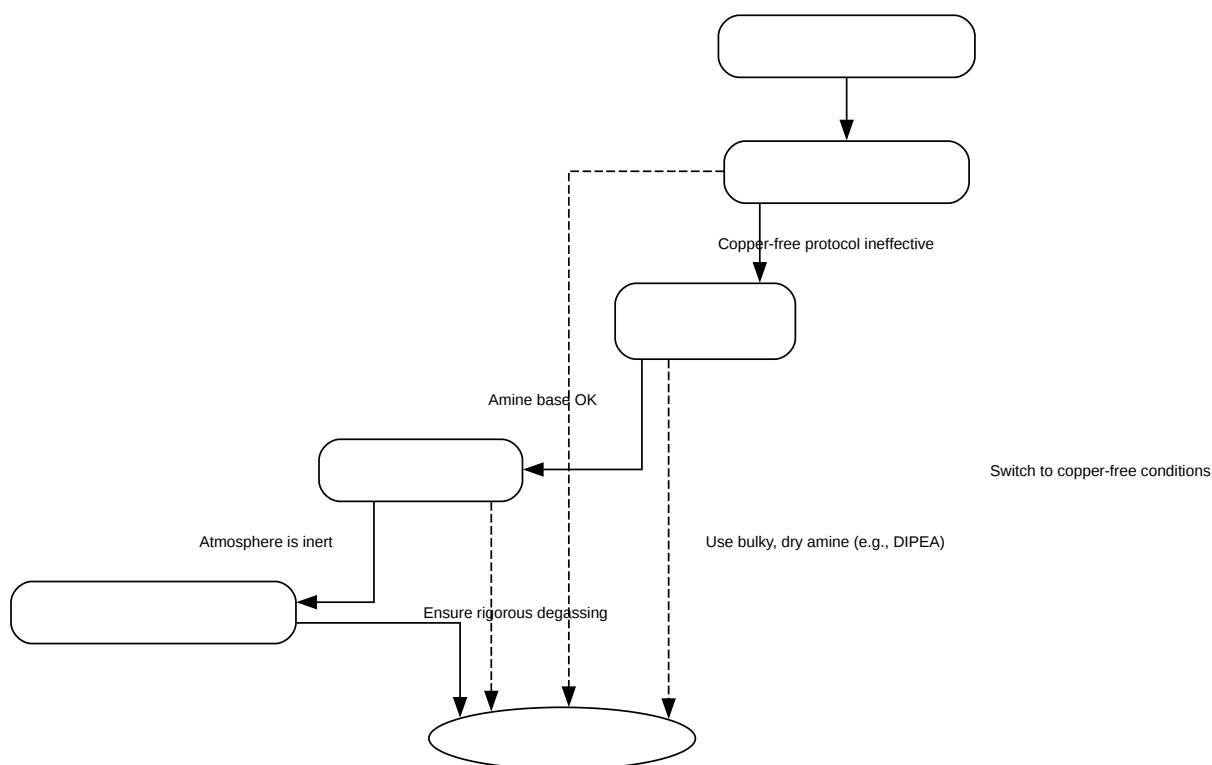 Copper-free protocol ineffective
Amine base OK
Switch to copper-free conditions
Atmosphere is inert
Use bulky, dry amine (e.g., DIPEA)
Ensure rigorous degassing